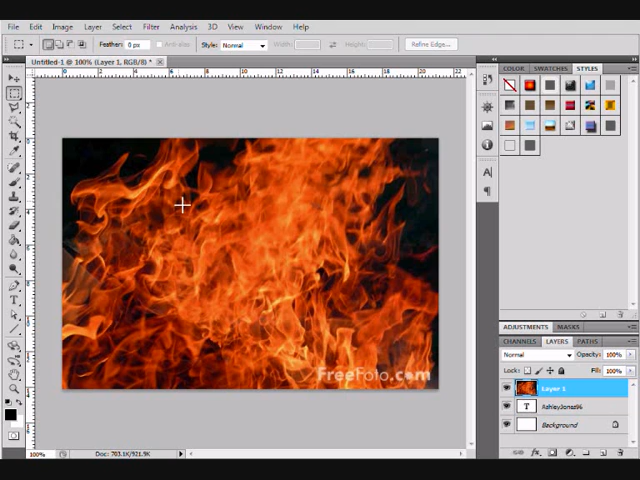 File Edit Image Layer Select Filter Analysis 3D View Window Help
Feather: 0 px Anti-alias Style: Normal Width: Height: Refine Edge...
Untitled-1 @ 100% (Layer 1, RGB/8) *
COLOR SWATCHES STYLES
FreeFoto.com
ADJUSTMENTS MASKS
CHANNELS LAYERS PATHS
Normal Opacity: 100%
Lock: Fill: 100%
Layer 1
T AshleyJones96
Background
100% Doc: 703.1K/921.9K